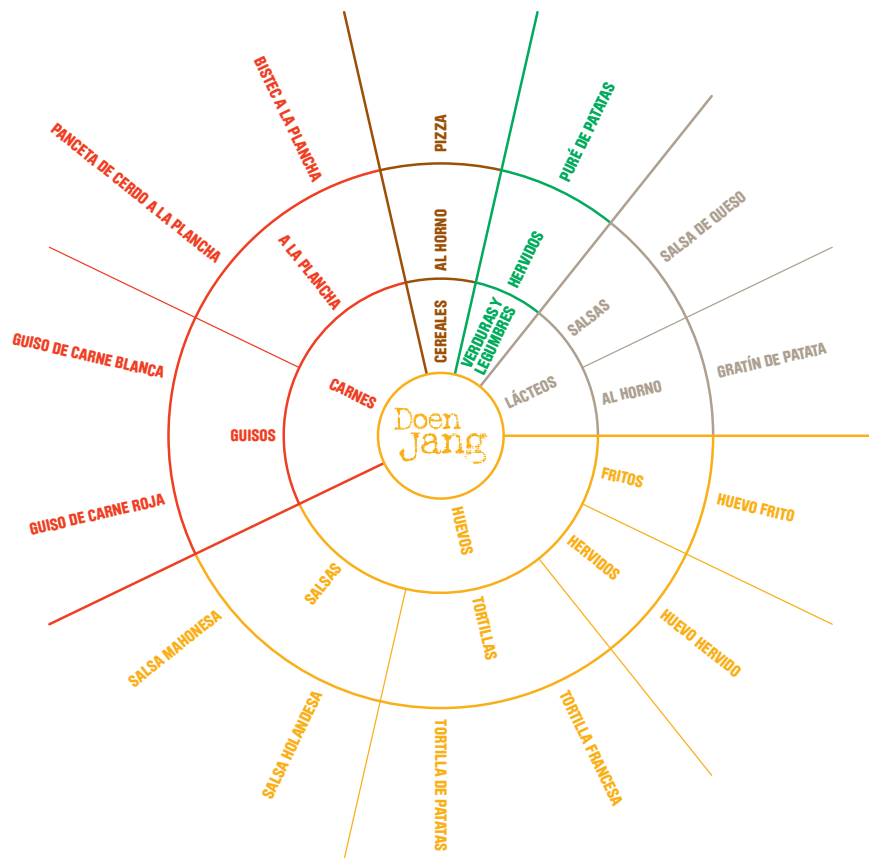 Doen
Jang
CEREALES
AL HORNO
PIZZA
VERDURAS Y
LEGUMBRES
HERVIDOS
PURÉ DE PATATAS
LÁCTEOS
SALSAS
SALSA DE QUESO
AL HORNO
GRATÍN DE PATATA
HUEVOS
FRITOS
HUEVO FRITO
HERVIDOS
HUEVO HERVIDO
TORTILLAS
TORTILLA FRANCESA
TORTILLA DE PATATAS
SALSAS
SALSA HOLANDESA
SALSA MAHONESA
CARNES
GUISOS
GUISO DE CARNE ROJA
GUISO DE CARNE BLANCA
A LA PLANCHA
PANCETA DE CERDO A LA PLANCHA
BISTEC A LA PLANCHA